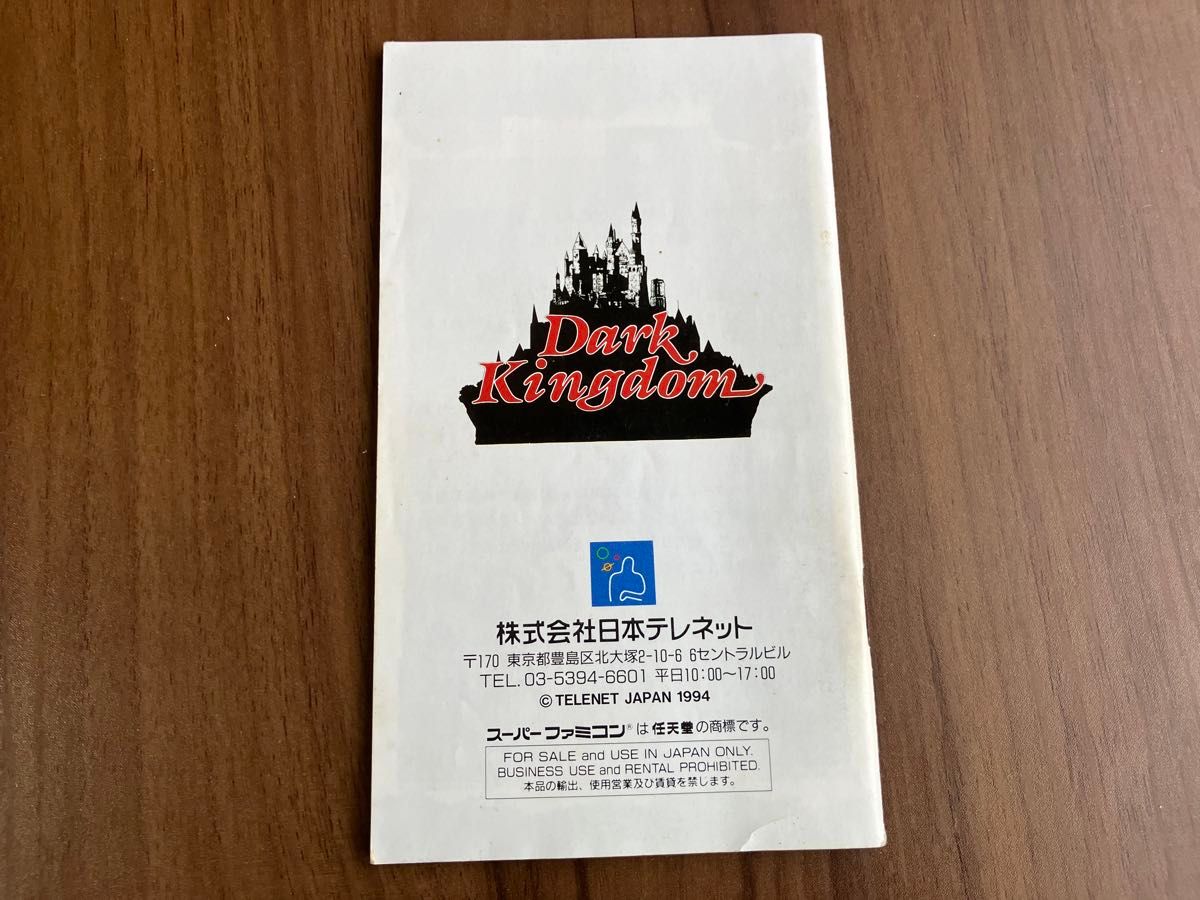 Dark
Kingdom
株式会社日本テレネット
〒170 東京都豊島区北大塚2-10-6 6セントラルビル
TEL. 03-5394-6601 平日10:00〜17:00
© TELENET JAPAN 1994
スーパーファミコン®は任天堂の商標です。
FOR SALE and USE IN JAPAN ONLY.
BUSINESS USE and RENTAL PROHIBITED.
本品の輸出、使用営業及び賃貸を禁じます。